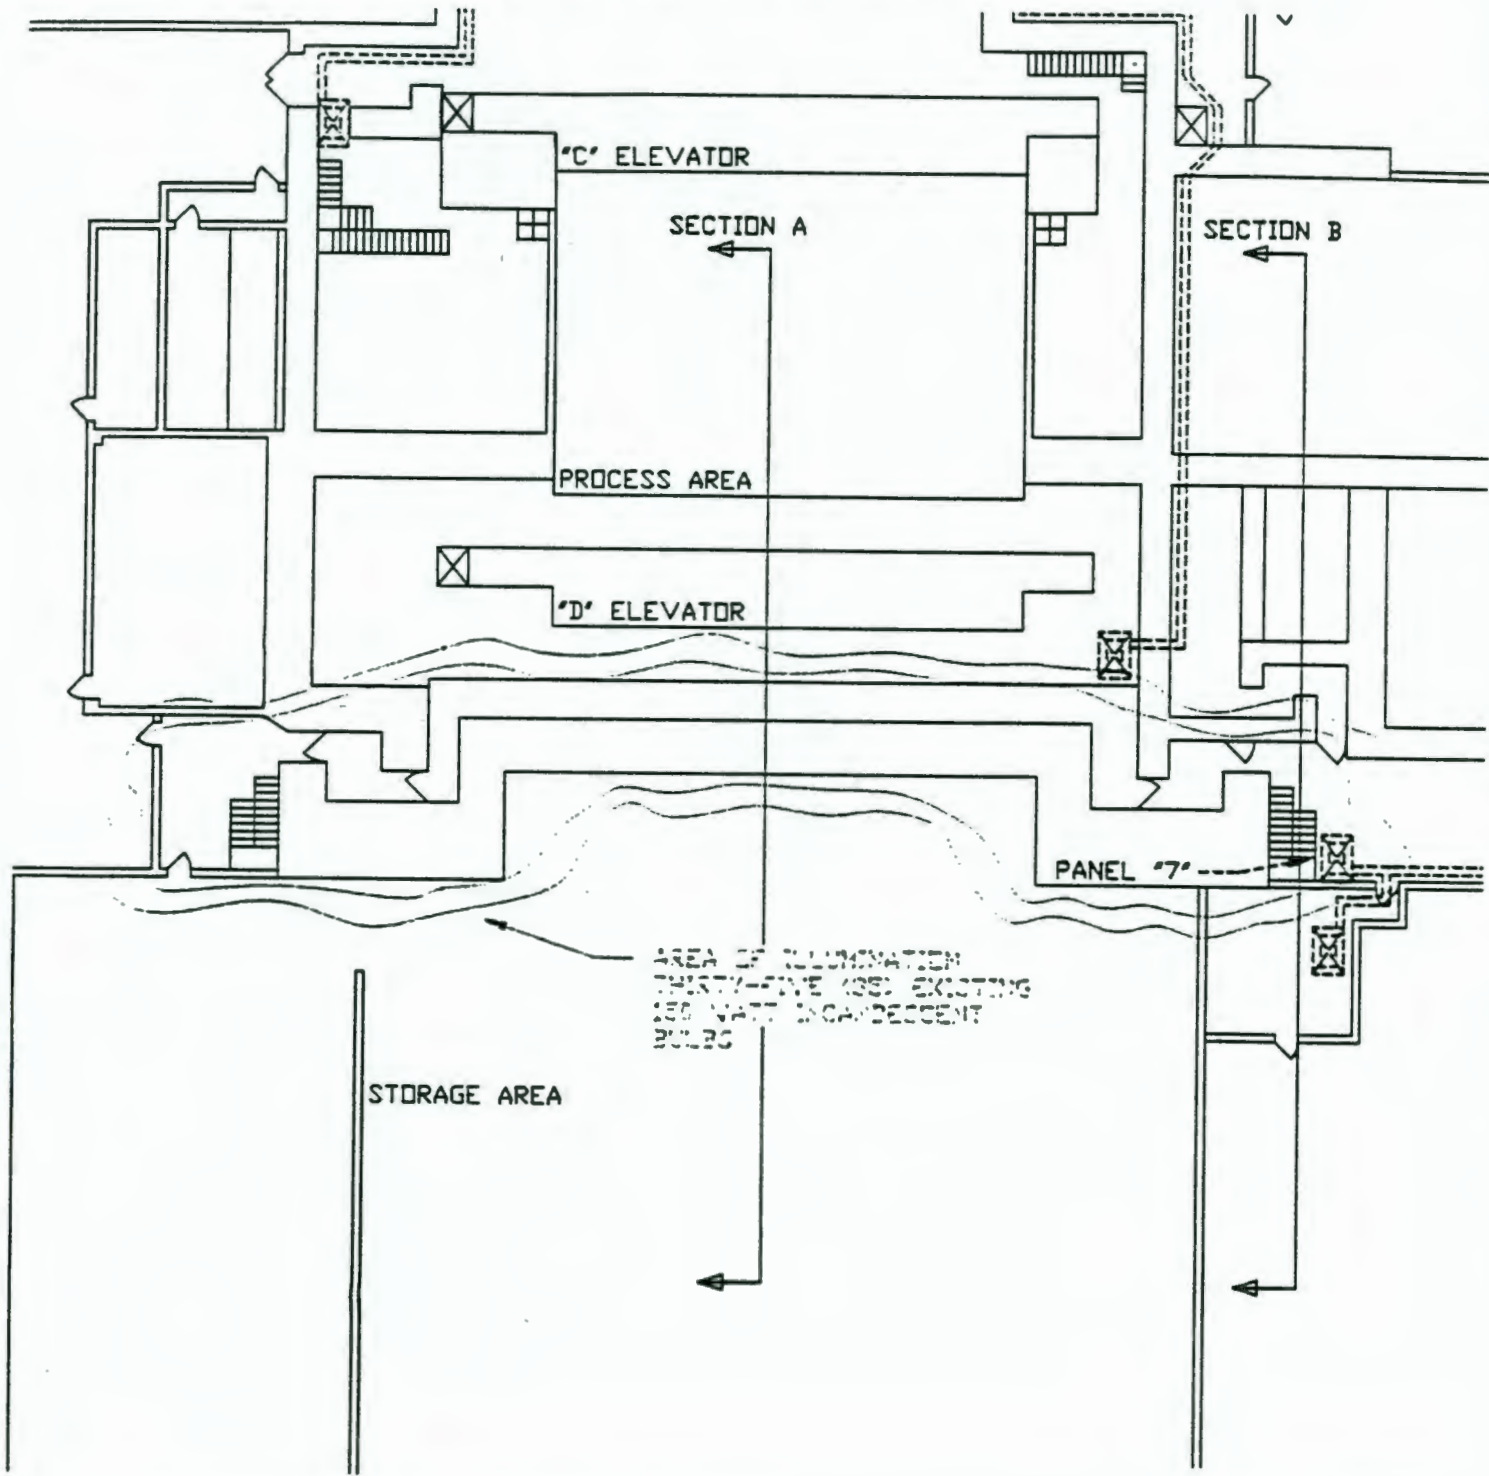 "C" ELEVATOR
SECTION A
SECTION B
PROCESS AREA
"D" ELEVATOR
PANEL "7"
AREA OF ILLUMINATION
THIRTY-FIVE (35) EXISTING
150 WATT INCANDESCENT
BULBS
STORAGE AREA